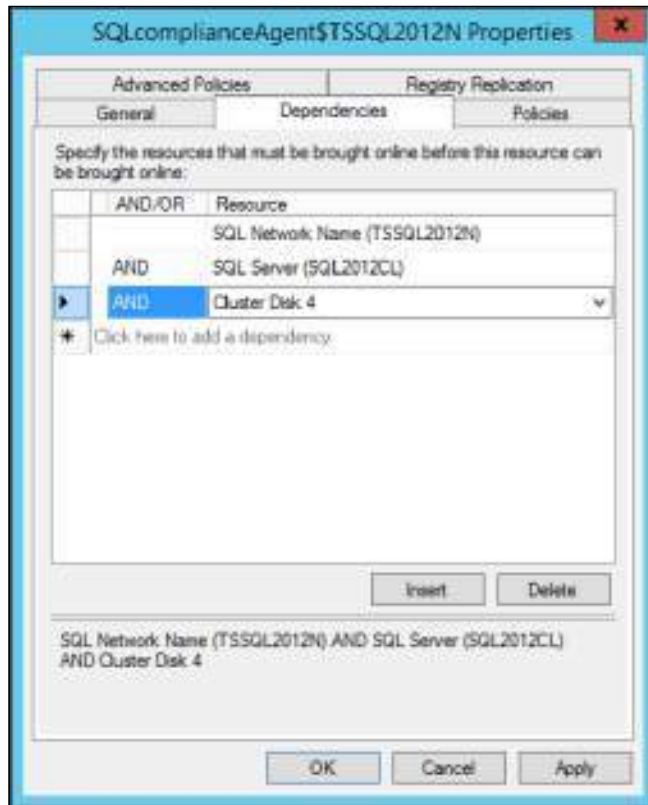 SQLcomplianceAgent$TSSQL2012N Properties
Advanced Policies Registry Replication
General Dependencies Policies
Specify the resources that must be brought online before this resource can
be brought online:
AND/OR Resource
SQL Network Name (TSSQL2012N)
AND SQL Server (SQL2012CL)
AND Cluster Disk 4
Click here to add a dependency
Insert Delete
SQL Network Name (TSSQL2012N) AND SQL Server (SQL2012CL)
AND Cluster Disk 4
OK Cancel Apply